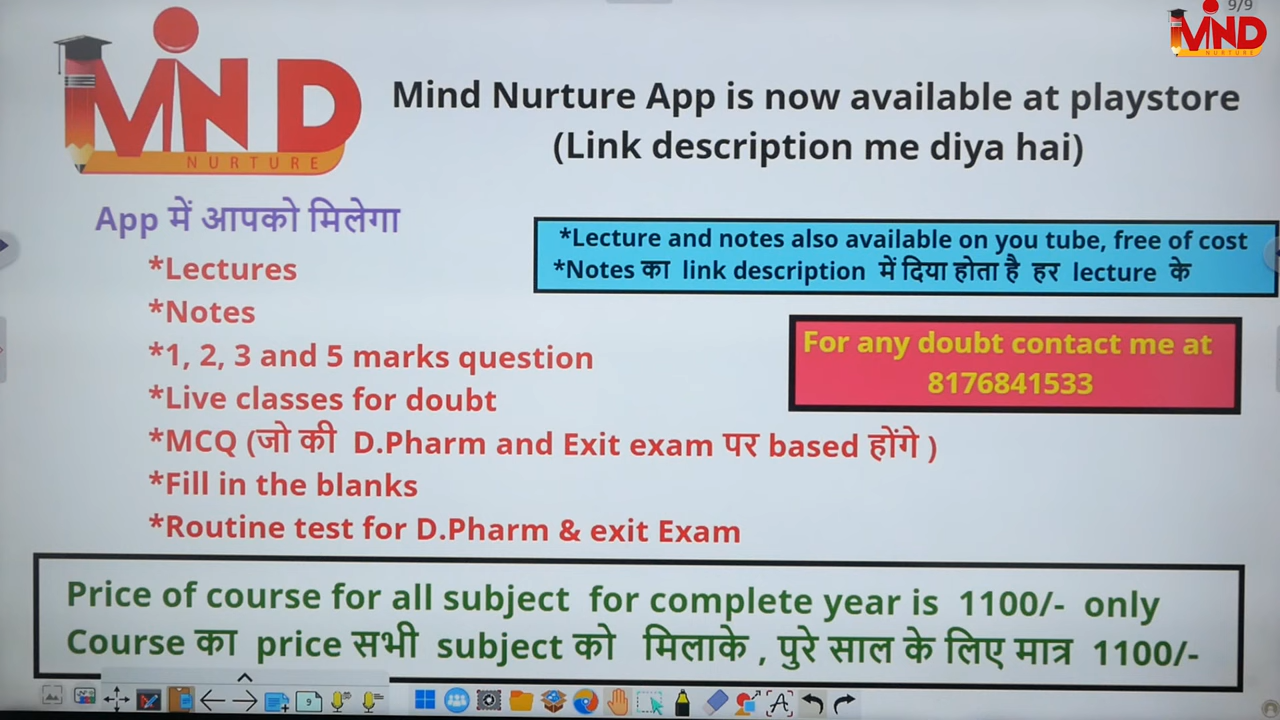 9/9
MIND
NURTURE
MIND
NURTURE
Mind Nurture App is now available at playstore
(Link description me diya hai)
App में आपको मिलेगा
*Lectures
*Notes
*1, 2, 3 and 5 marks question
*Live classes for doubt
*MCQ (जो की D.Pharm and Exit exam पर based होंगे )
*Fill in the blanks
*Routine test for D.Pharm & exit Exam
*Lecture and notes also available on you tube, free of cost
*Notes का link description में दिया होता है हर lecture के
For any doubt contact me at
8176841533
Price of course for all subject for complete year is 1100/- only
Course का price सभी subject को मिलाके , पुरे साल के लिए मात्र 1100/-
9
A